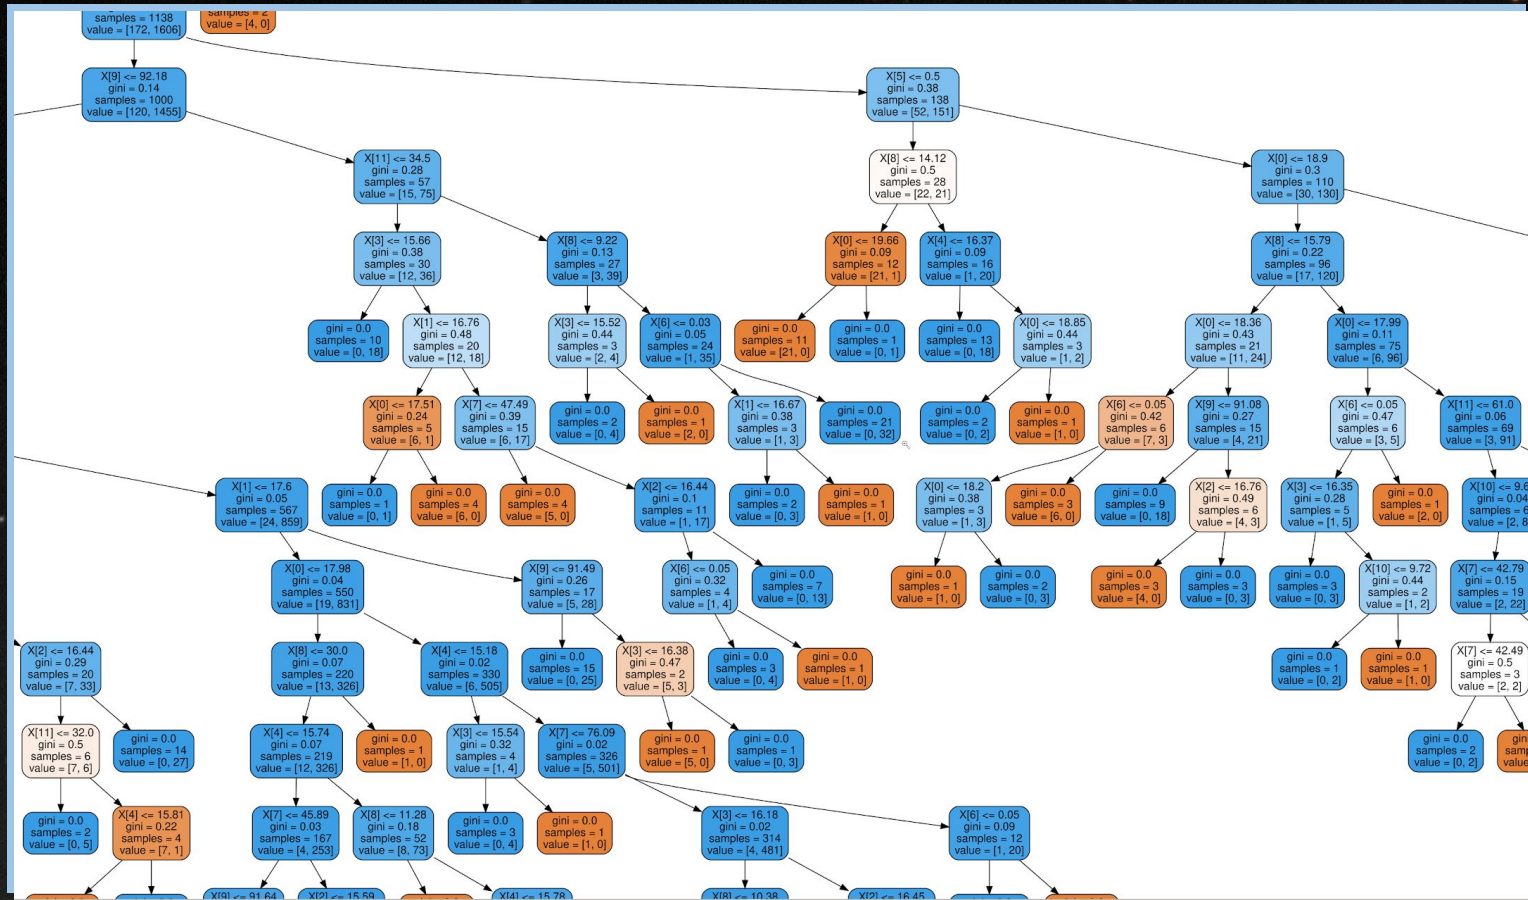 samples = 1138
value = [172, 1606]
samples = 2
value = [4, 0]
X[9] <= 92.18
gini = 0.14
samples = 1000
value = [120, 1455]
X[5] <= 0.5
gini = 0.38
samples = 138
value = [52, 151]
X[11] <= 34.5
gini = 0.28
samples = 57
value = [15, 75]
X[8] <= 14.12
gini = 0.5
samples = 28
value = [22, 21]
X[0] <= 18.9
gini = 0.3
samples = 110
value = [30, 130]
X[3] <= 15.66
gini = 0.38
samples = 30
value = [12, 36]
X[8] <= 9.22
gini = 0.13
samples = 27
value = [3, 39]
X[0] <= 19.66
gini = 0.09
samples = 12
value = [21, 1]
X[4] <= 16.37
gini = 0.09
samples = 16
value = [1, 20]
X[8] <= 15.79
gini = 0.22
samples = 96
value = [17, 120]
gini = 0.0
samples = 10
value = [0, 18]
X[1] <= 16.76
gini = 0.48
samples = 20
value = [12, 18]
X[3] <= 15.52
gini = 0.44
samples = 3
value = [2, 4]
X[6] <= 0.03
gini = 0.05
samples = 24
value = [1, 35]
gini = 0.0
samples = 11
value = [21, 0]
gini = 0.0
samples = 1
value = [0, 1]
gini = 0.0
samples = 13
value = [0, 18]
X[0] <= 18.85
gini = 0.44
samples = 3
value = [1, 2]
X[0] <= 18.36
gini = 0.43
samples = 21
value = [11, 24]
X[0] <= 17.99
gini = 0.11
samples = 75
value = [6, 96]
X[0] <= 17.51
gini = 0.24
samples = 5
value = [6, 1]
X[7] <= 47.49
gini = 0.39
samples = 15
value = [6, 17]
gini = 0.0
samples = 2
value = [0, 4]
gini = 0.0
samples = 1
value = [2, 0]
X[1] <= 16.67
gini = 0.38
samples = 3
value = [1, 3]
gini = 0.0
samples = 21
value = [0, 32]
gini = 0.0
samples = 2
value = [0, 2]
gini = 0.0
samples = 1
value = [1, 0]
X[6] <= 0.05
gini = 0.42
samples = 6
value = [7, 3]
X[9] <= 91.08
gini = 0.27
samples = 15
value = [4, 21]
X[6] <= 0.05
gini = 0.47
samples = 6
value = [3, 5]
X[11] <= 61.0
gini = 0.06
samples = 69
value = [3, 91]
X[1] <= 17.6
gini = 0.05
samples = 567
value = [24, 859]
gini = 0.0
samples = 1
value = [0, 1]
gini = 0.0
samples = 4
value = [6, 0]
gini = 0.0
samples = 4
value = [5, 0]
X[2] <= 16.44
gini = 0.1
samples = 11
value = [1, 17]
gini = 0.0
samples = 2
value = [0, 3]
gini = 0.0
samples = 1
value = [1, 0]
X[0] <= 18.2
gini = 0.38
samples = 3
value = [1, 3]
gini = 0.0
samples = 3
value = [6, 0]
gini = 0.0
samples = 9
value = [0, 18]
X[2] <= 16.76
gini = 0.49
samples = 6
value = [4, 3]
X[3] <= 16.35
gini = 0.28
samples = 5
value = [1, 5]
gini = 0.0
samples = 1
value = [2, 0]
X[10] <=
gini = 0.04
samples =
value = [2,
X[0] <= 17.98
gini = 0.04
samples = 550
value = [19, 831]
X[9] <= 91.49
gini = 0.26
samples = 17
value = [5, 28]
X[6] <= 0.05
gini = 0.32
samples = 4
value = [1, 4]
gini = 0.0
samples = 7
value = [0, 13]
gini = 0.0
samples = 1
value = [1, 0]
gini = 0.0
samples = 2
value = [0, 3]
gini = 0.0
samples = 3
value = [4, 0]
gini = 0.0
samples = 3
value = [0, 3]
gini = 0.0
samples = 3
value = [0, 3]
X[10] <= 9.72
gini = 0.44
samples = 2
value = [1, 2]
X[7] <= 42.79
gini = 0.15
samples = 19
value = [2, 22]
X[2] <= 16.44
gini = 0.29
samples = 20
value = [7, 33]
X[8] <= 30.0
gini = 0.07
samples = 220
value = [13, 326]
X[4] <= 15.18
gini = 0.02
samples = 330
value = [6, 505]
gini = 0.0
samples = 15
value = [0, 25]
X[3] <= 16.38
gini = 0.47
samples = 2
value = [5, 3]
gini = 0.0
samples = 3
value = [0, 4]
gini = 0.0
samples = 1
value = [1, 0]
gini = 0.0
samples = 1
value = [0, 2]
gini = 0.0
samples = 1
value = [1, 0]
X[7] <= 42.49
gini = 0.5
samples = 3
value = [2, 2]
X[11] <= 32.0
gini = 0.5
samples = 6
value = [7, 6]
gini = 0.0
samples = 14
value = [0, 27]
X[4] <= 15.74
gini = 0.07
samples = 219
value = [12, 326]
gini = 0.0
samples = 1
value = [1, 0]
X[3] <= 15.54
gini = 0.32
samples = 4
value = [1, 4]
X[7] <= 76.09
gini = 0.02
samples = 326
value = [5, 501]
gini = 0.0
samples = 1
value = [5, 0]
gini = 0.0
samples = 1
value = [0, 3]
gini = 0.0
samples = 2
value = [0, 2]
gini = 0.0
samples = 2
value = [0, 5]
X[4] <= 15.81
gini = 0.22
samples = 4
value = [7, 1]
X[7] <= 45.89
gini = 0.03
samples = 167
value = [4, 253]
X[8] <= 11.28
gini = 0.18
samples = 52
value = [8, 73]
gini = 0.0
samples = 3
value = [0, 4]
gini = 0.0
samples = 1
value = [1, 0]
X[3] <= 16.18
gini = 0.02
samples = 314
value = [4, 481]
X[6] <= 0.05
gini = 0.09
samples = 12
value = [1, 20]
X[9] <= 91.64
X[2] <= 15.59
X[4] <= 15.78
X[8] <= 10.38
X[2] <= 16.45